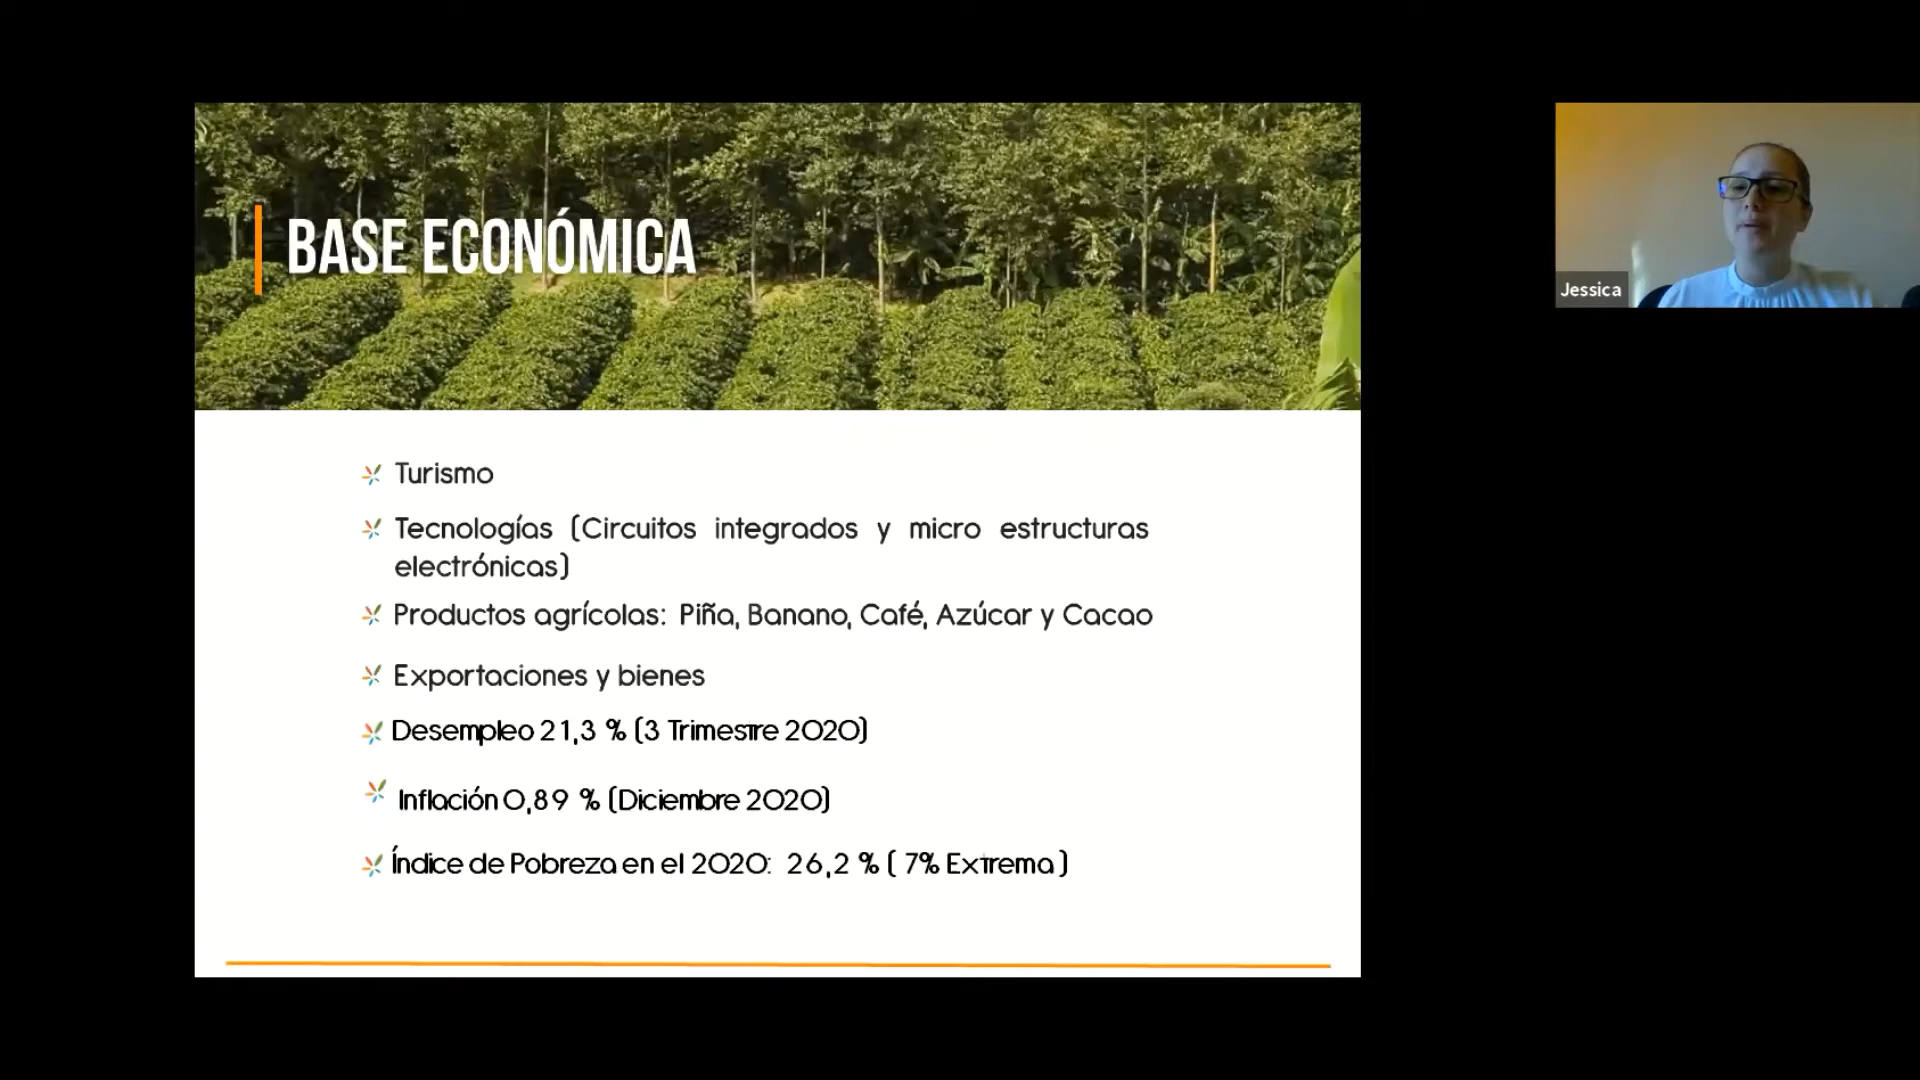 BASE ECONÓMICA
Jessica
Turismo
Tecnologías (Circuitos integrados y micro estructuras
electrónicas)
Productos agrícolas: Piña, Banano, Café, Azúcar y Cacao
Exportaciones y bienes
Desempleo 21,3 % (3 Trimestre 2020)
Inflación 0,89 % (Diciembre 2020)
Índice de Pobreza en el 2020: 26,2 % ( 7% Extrema )